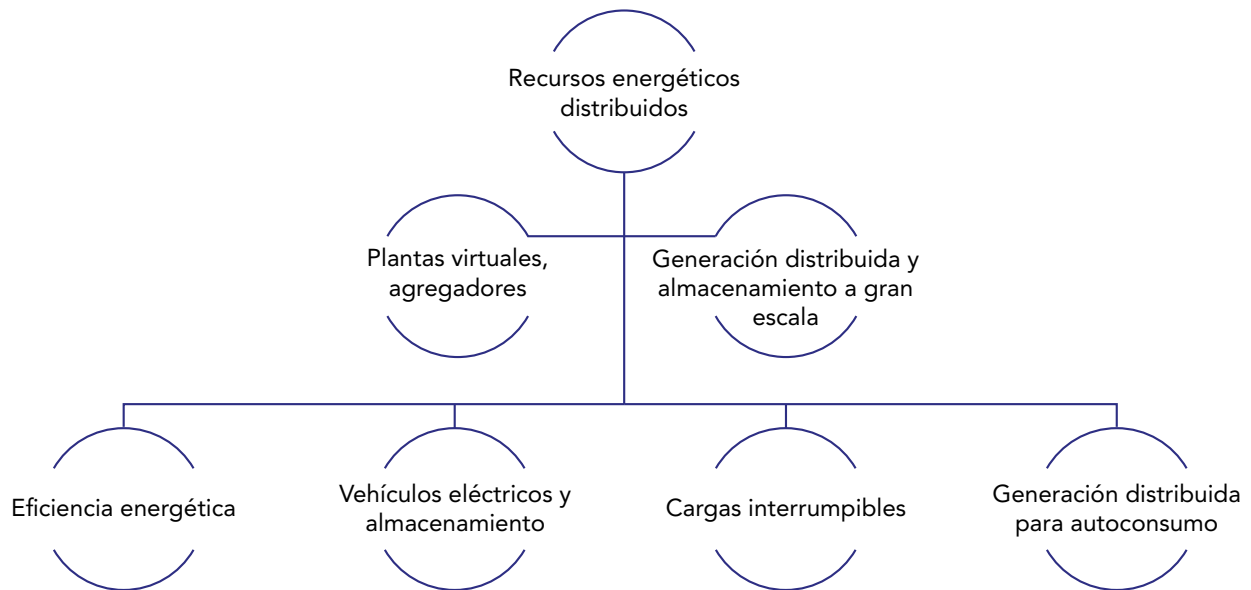 Recursos energéticos
distribuidos
Plantas virtuales,
agregadores
Generación distribuida y
almacenamiento a gran
escala
Eficiencia energética
Vehículos eléctricos y
almacenamiento
Cargas interrumpibles
Generación distribuida
para autoconsumo